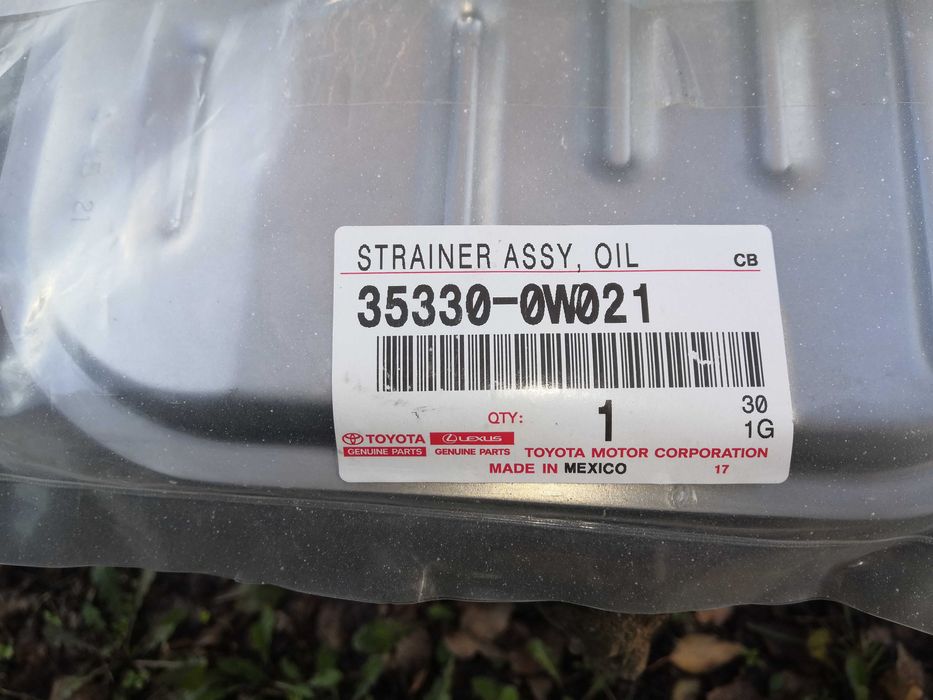 STRAINER ASSY, OIL CB
35330-0W021
QTY: 1 30
1G
TOYOTA LEXUS
GENUINE PARTS GENUINE PARTS TOYOTA MOTOR CORPORATION
MADE IN MEXICO 17